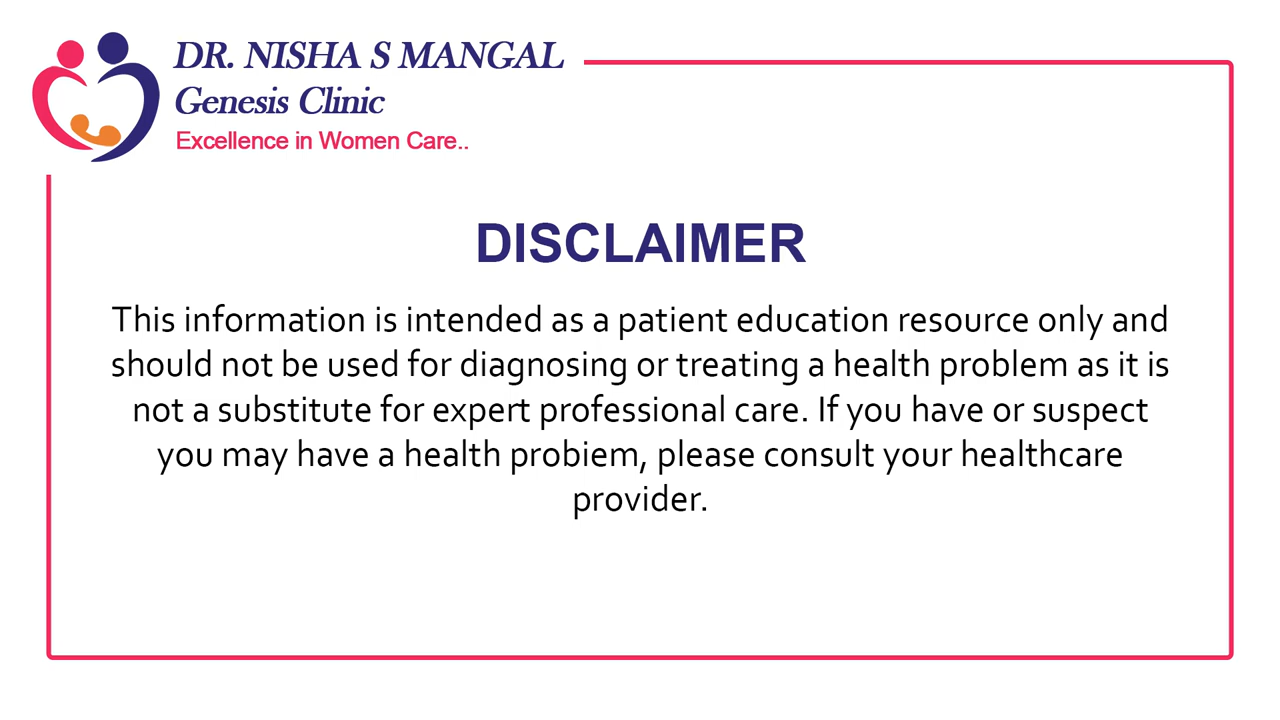 DR. NISHA S MANGAL
Genesis Clinic
Excellence in Women Care..
DISCLAIMER
This information is intended as a patient education resource only and
should not be used for diagnosing or treating a health problem as it is
not a substitute for expert professional care. If you have or suspect
you may have a health probiem, please consult your healthcare
provider.